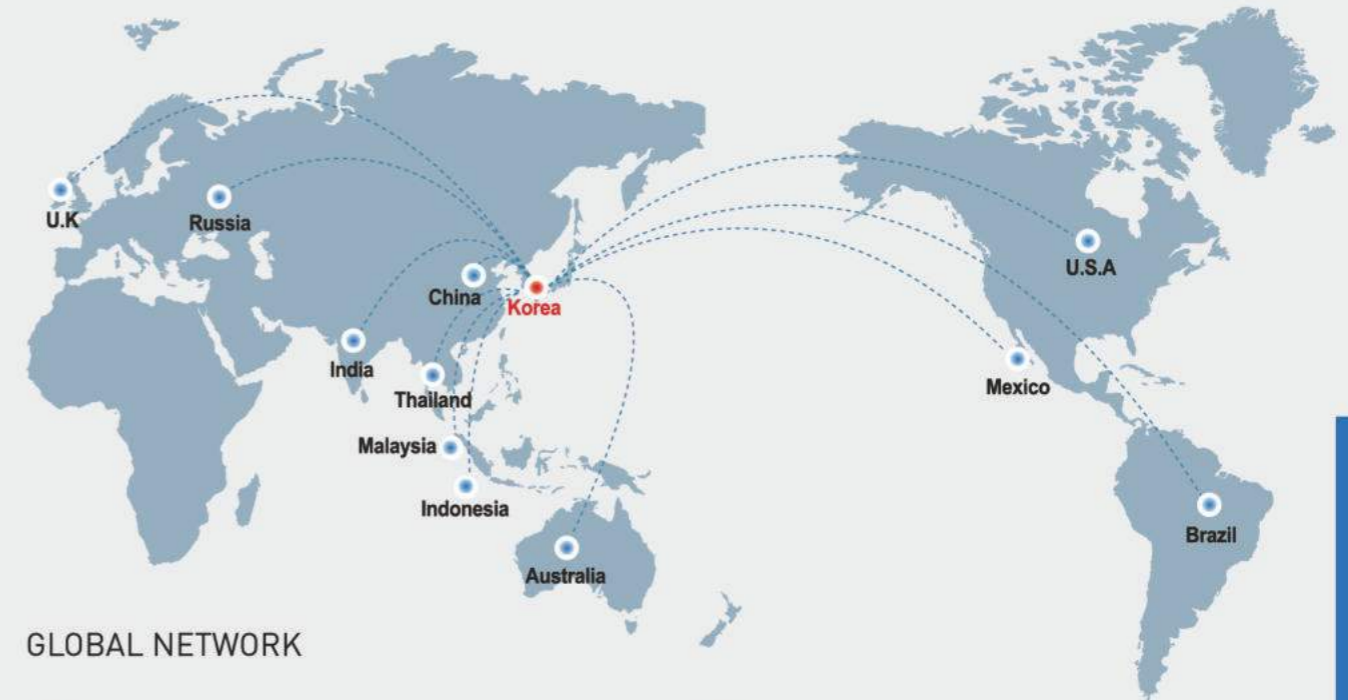 U.K
Russia
U.S.A
China
Korea
India
Mexico
Thailand
Malaysia
Indonesia
Brazil
Australia
GLOBAL NETWORK